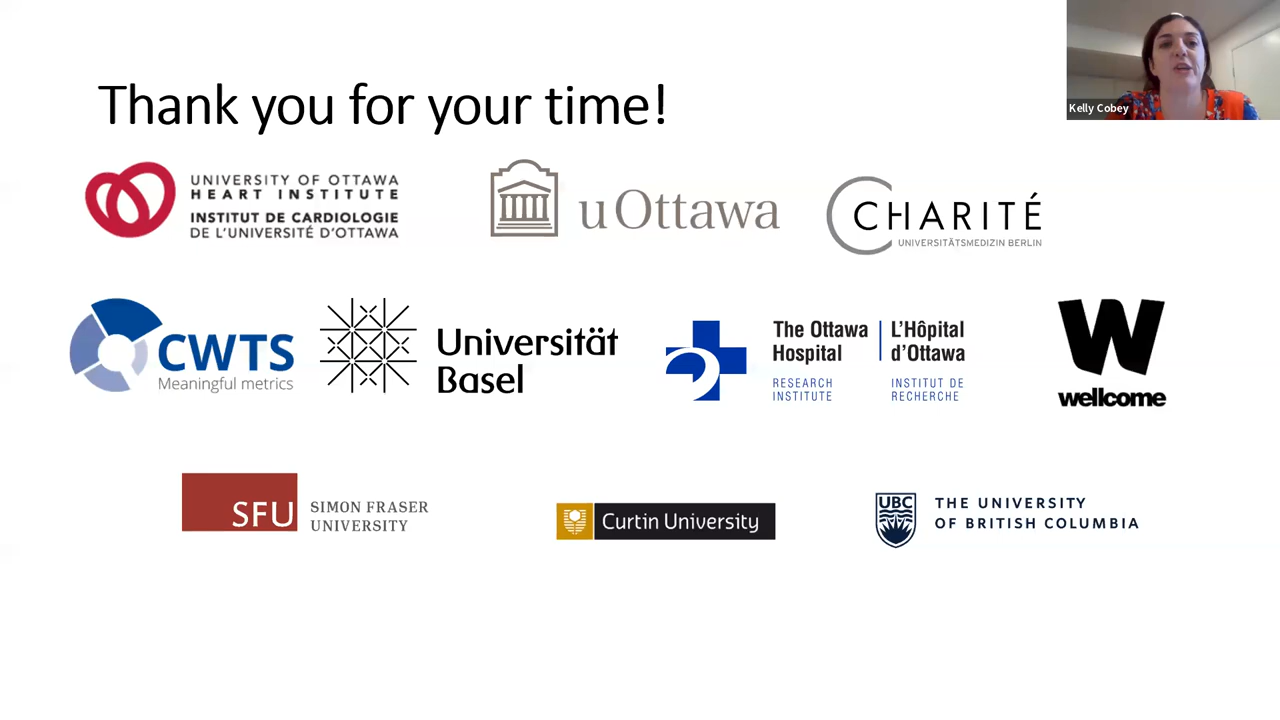 Thank you for your time!
Kelly Cobey
UNIVERSITY OF OTTAWA
HEART INSTITUTE
INSTITUT DE CARDIOLOGIE
DE L'UNIVERSITÉ D'OTTAWA
uOttawa
CHARITÉ
UNIVERSITÄTSMEDIZIN BERLIN
CWTS
Meaningful metrics
Universität
Basel
The Ottawa
Hospital
RESEARCH
INSTITUTE
L'Hôpital
d'Ottawa
INSTITUT DE
RECHERCHE
W
wellcome
SFU
SIMON FRASER
UNIVERSITY
Curtin University
UBC
THE UNIVERSITY
OF BRITISH COLUMBIA